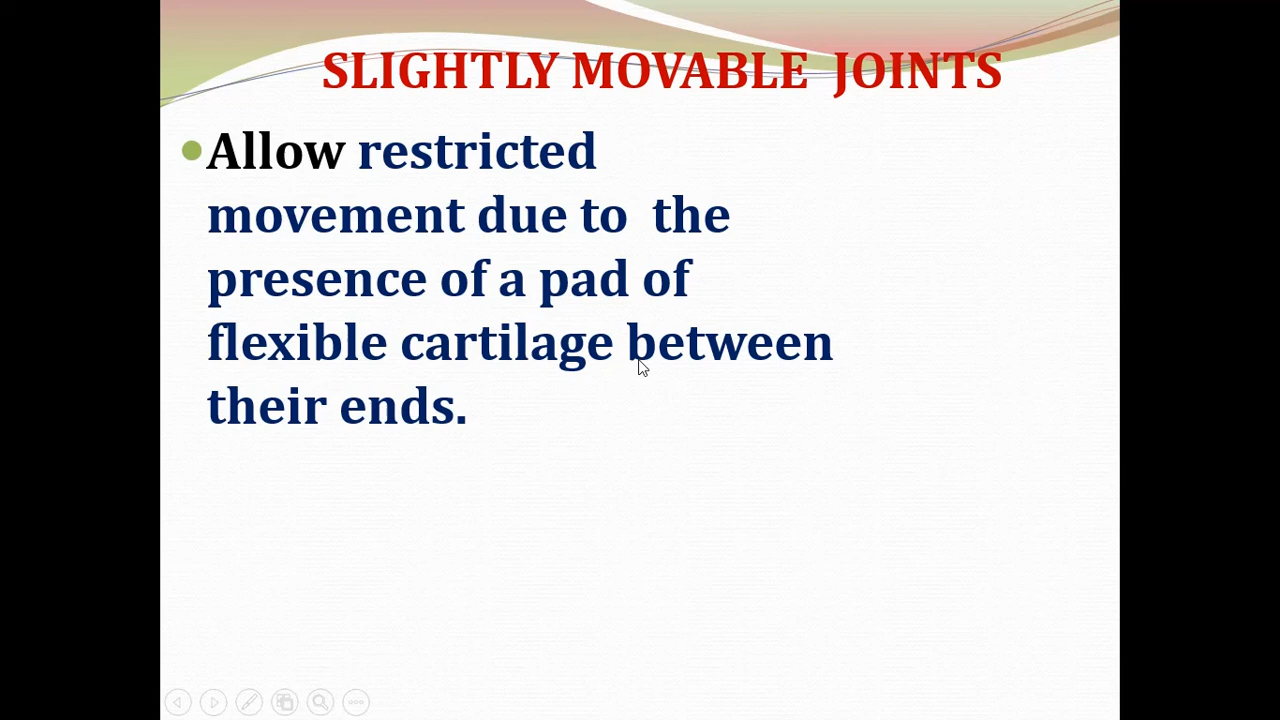 SLIGHTLY MOVABLE JOINTS
Allow restricted
movement due to the
presence of a pad of
flexible cartilage between
their ends.